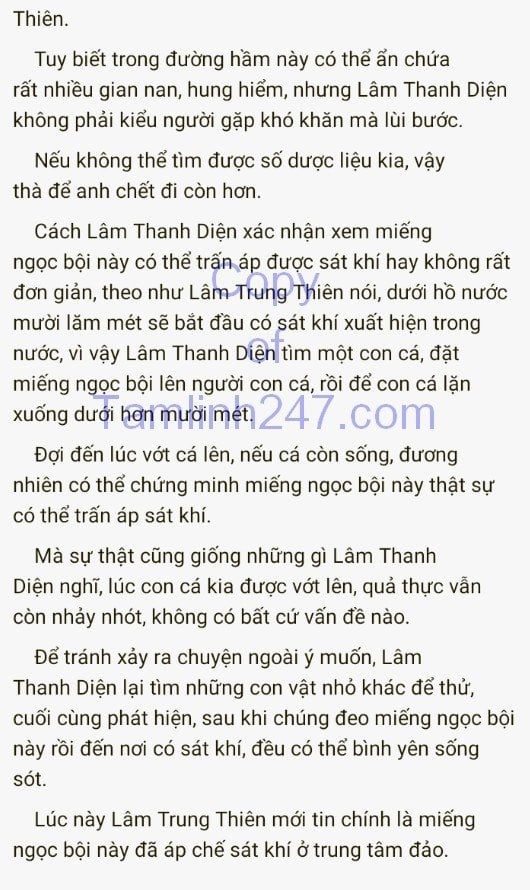 Thiên.
Tuy biết trong đường hầm này có thể ẩn chứa
rất nhiều gian nan, hung hiểm, nhưng Lâm Thanh Diện
không phải kiểu người gặp khó khăn mà lùi bước.
Nếu không thể tìm được số dược liệu kia, vậy
thà để anh chết đi còn hơn.
Cách Lâm Thanh Diện xác nhận xem miếng
ngọc bội này có thể trấn áp được sát khí hay không rất
Copy
đơn giản, theo như Lâm Trung Thiên nói, dưới hồ nước
mười lăm mét sẽ bắt đầu có sát khí xuất hiện trong
of
nước, vì vậy Lâm Thanh Diện tìm một con cá, đặt
miếng ngọc bội lên người con cá, rồi để con cá lặn
Tamlinh247.com
xuống dưới hơn mười mét.
Đợi đến lúc vớt cá lên, nếu cá còn sống, đương
nhiên có thể chứng minh miếng ngọc bội này thật sự
có thể trấn áp sát khí.
Mà sự thật cũng giống những gì Lâm Thanh
Diện nghĩ, lúc con cá kia được vớt lên, quả thực vẫn
còn nhảy nhót, không có bất cứ vấn đề nào.
Để tránh xảy ra chuyện ngoài ý muốn, Lâm
Thanh Diện lại tìm những con vật nhỏ khác để thử,
cuối cùng phát hiện, sau khi chúng đeo miếng ngọc bội
này rồi đến nơi có sát khí, đều có thể bình yên sống
sót.
Lúc này Lâm Trung Thiên mới tin chính là miếng
ngọc bội này đã áp chế sát khí ở trung tâm đảo.